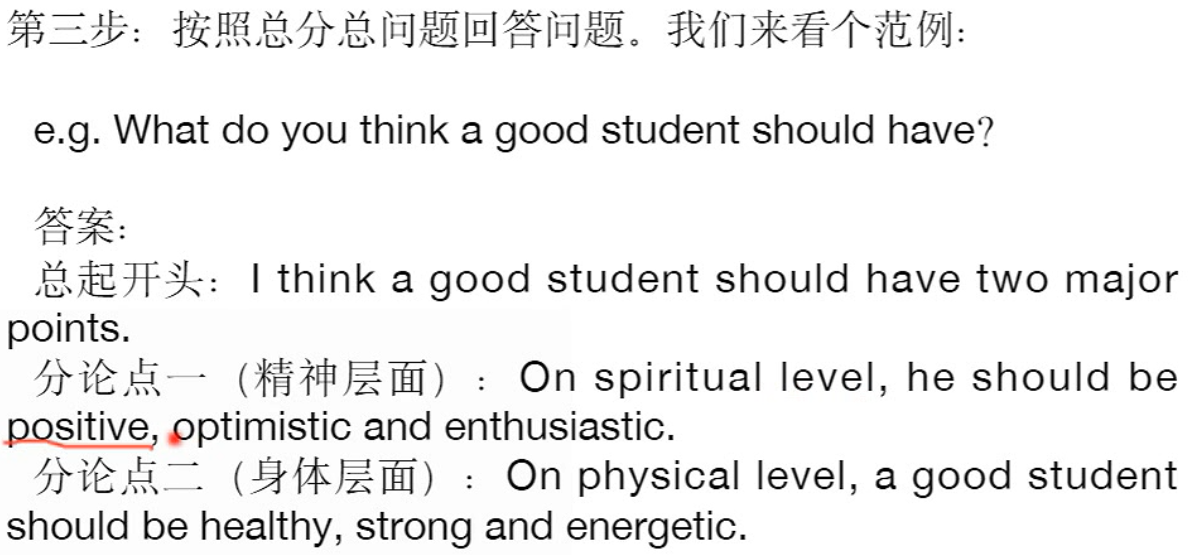 第三步：按照总分总问题回答问题。我们来看个范例：
e.g. What do you think a good student should have?
答案：
总起开头：I think a good student should have two major
points.
分论点一（精神层面）：On spiritual level, he should be
positive, optimistic and enthusiastic.
分论点二（身体层面）：On physical level, a good student
should be healthy, strong and energetic.